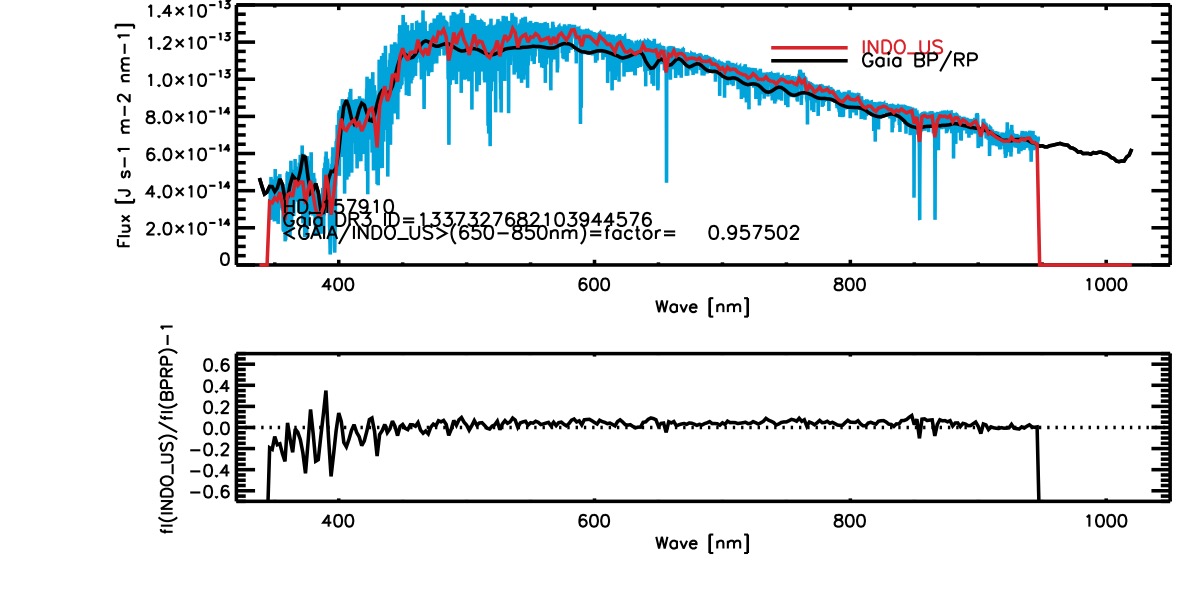 1.4×10⁻¹³
1.2×10⁻¹³
1.0×10⁻¹³
8.0×10⁻¹⁴
6.0×10⁻¹⁴
4.0×10⁻¹⁴
2.0×10⁻¹⁴
0
Flux [J s−1 m−2 nm−1]
INDO_US
Gaia BP/RP
HD_157910
Gaia DR3 ID=1337327682103944576
<GAIA/INDO_US>(650−850nm)=factor= 0.957502
400 600 800 1000
Wave [nm]
0.6
0.4
0.2
0.0
−0.2
−0.4
−0.6
fl(INDO_US)/fl(BPRP)−1
400 600 800 1000
Wave [nm]